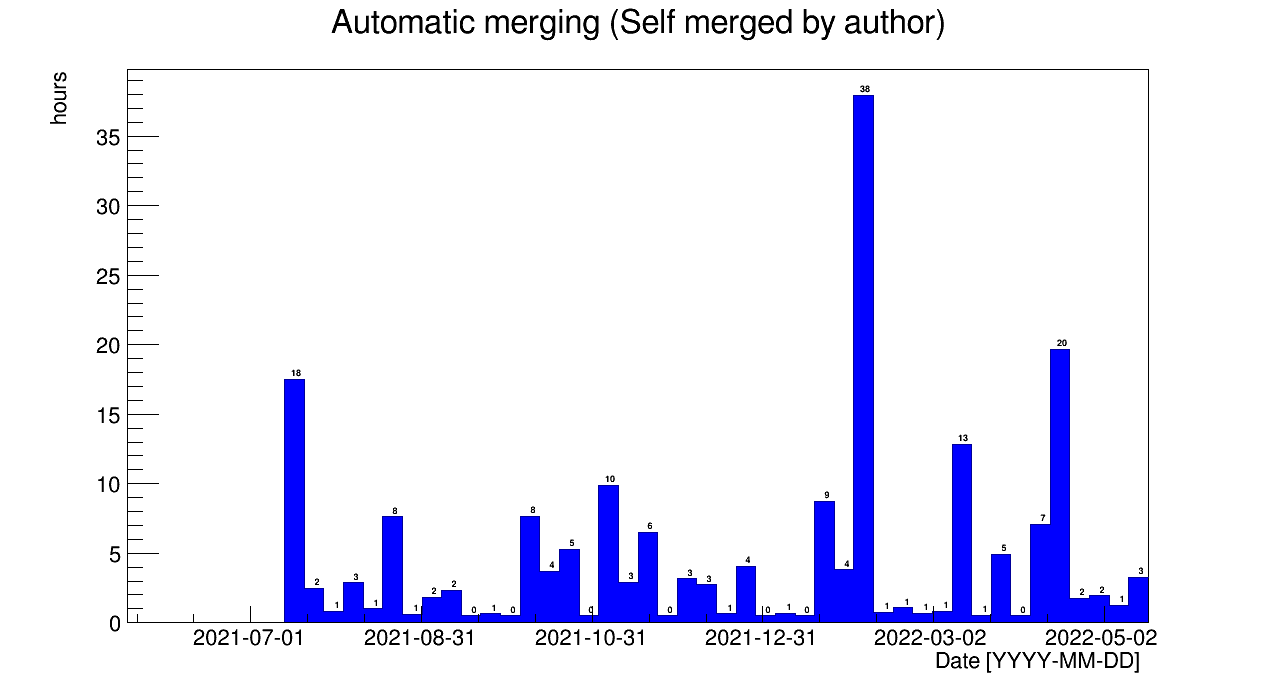 Automatic merging (Self merged by author)
hours
35
30
25
20
15
10
5
0
18 2 1 3 1 8 1 2 2 0 1 0 8 4 5 0 10 3 6 0 3 3 1 4 0 1 0 9 4 38 1 1 1 1 13 1 5 0 7 20 2 2 1 3
2021-07-01 2021-08-31 2021-10-31 2021-12-31 2022-03-02 2022-05-02
Date [YYYY-MM-DD]